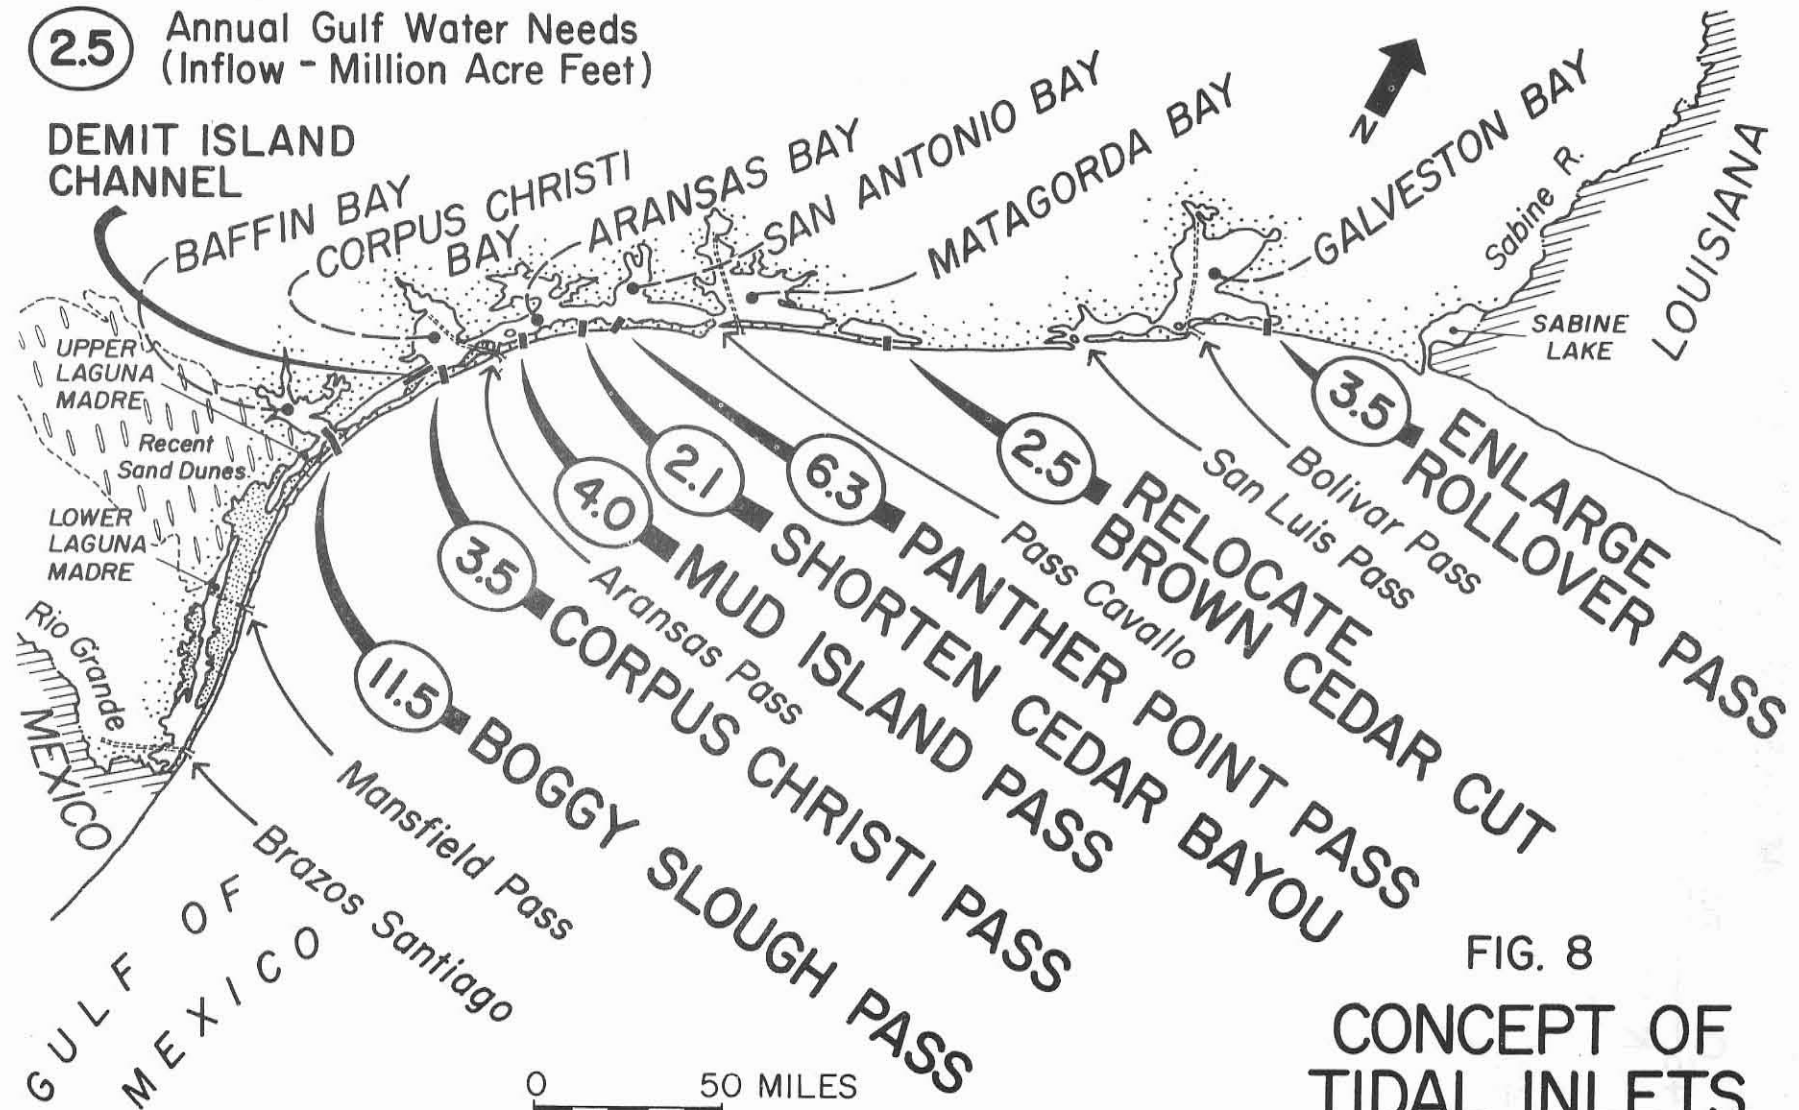 2.5
Annual Gulf Water Needs
(Inflow - Million Acre Feet)
DEMIT ISLAND
CHANNEL
BAFFIN BAY
CORPUS CHRISTI
BAY
ARANSAS BAY
SAN ANTONIO BAY
MATAGORDA BAY
N
GALVESTON BAY
Sabine R.
LOUISIANA
SABINE
LAKE
UPPER
LAGUNA
MADRE
Recent
Sand Dunes
LOWER
LAGUNA
MADRE
Rio Grande
MEXICO
3.5
ENLARGE
ROLLOVER PASS
Bolivar Pass
San Luis Pass
2.5
RELOCATE
BROWN CEDAR CUT
Pass Cavallo
6.3
PANTHER POINT PASS
2.1
SHORTEN CEDAR BAYOU
4.0
MUD ISLAND PASS
Aransas Pass
3.5
CORPUS CHRISTI PASS
11.5
BOGGY SLOUGH PASS
Mansfield Pass
Brazos Santiago
GULF OF
MEXICO
0 50 MILES
FIG. 8
CONCEPT OF
TIDAL INLETS